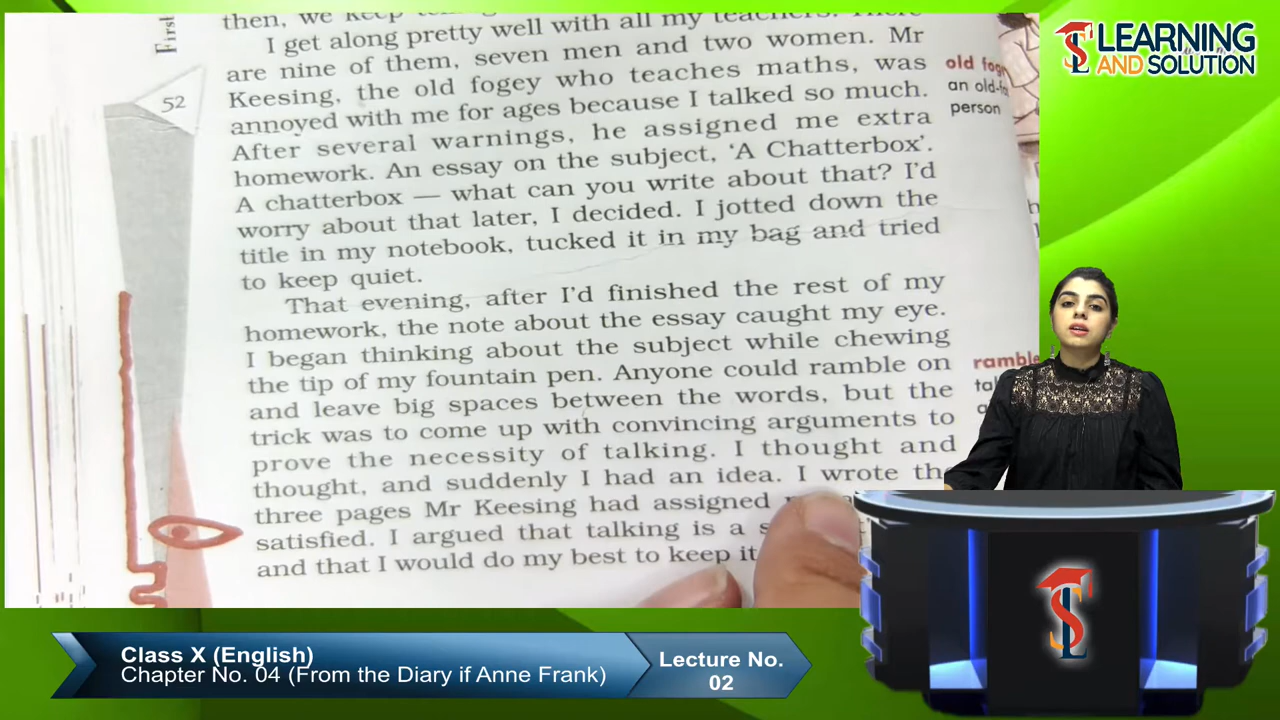 then, we keep
I get along pretty well with all my teachers. There
are nine of them, seven men and two women. Mr
Keesing, the old fogey who teaches maths, was
annoyed with me for ages because I talked so much.
After several warnings, he assigned me extra
homework. An essay on the subject, ‘A Chatterbox’.
A chatterbox — what can you write about that? I’d
worry about that later, I decided. I jotted down the
title in my notebook, tucked it in my bag and tried
to keep quiet.
That evening, after I’d finished the rest of my
homework, the note about the essay caught my eye.
I began thinking about the subject while chewing
the tip of my fountain pen. Anyone could ramble on
and leave big spaces between the words, but the
trick was to come up with convincing arguments to
prove the necessity of talking. I thought and
thought, and suddenly I had an idea. I wrote the
three pages Mr Keesing had assigned
satisfied. I argued that talking is a
and that I would do my best to keep it
52
old
an
person
ramble
LEARNING
AND SOLUTION
Class X (English)
Chapter No. 04 (From the Diary if Anne Frank)
Lecture No.
02